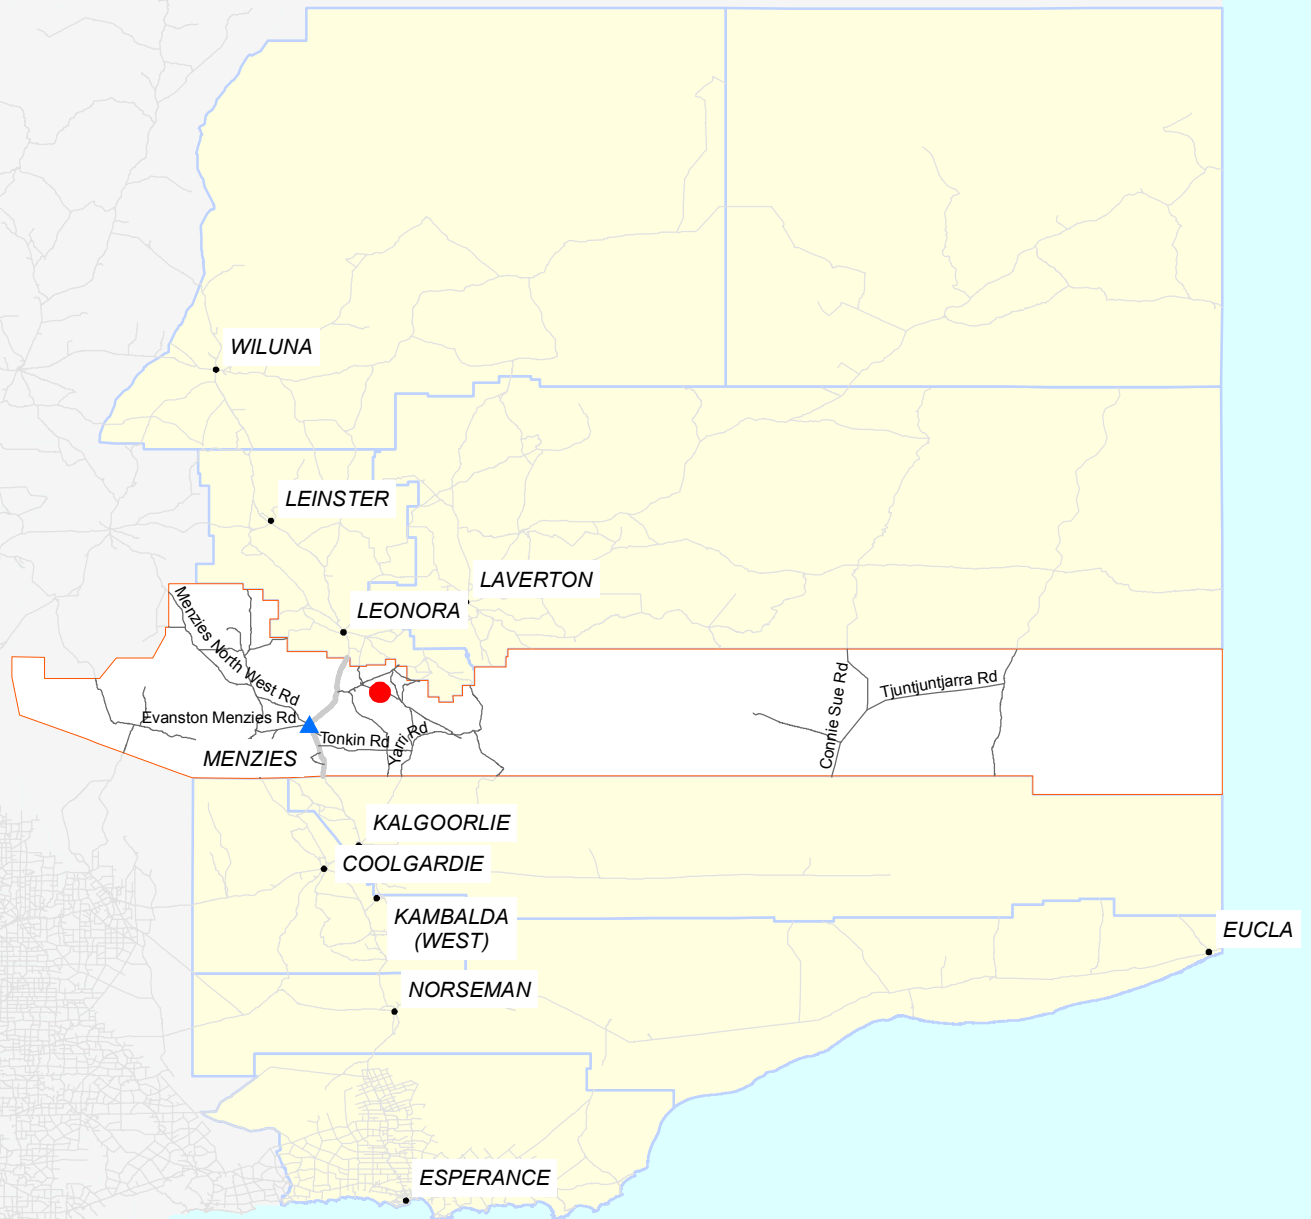 WILUNA
LEINSTER
LAVERTON
LEONORA
Menzies North West Rd
Connie Sue Rd
Tjuntjuntjarra Rd
Evanston Menzies Rd
Tonkin Rd
Yarri Rd
MENZIES
KALGOORLIE
COOLGARDIE
KAMBALDA
(WEST)
EUCLA
NORSEMAN
ESPERANCE